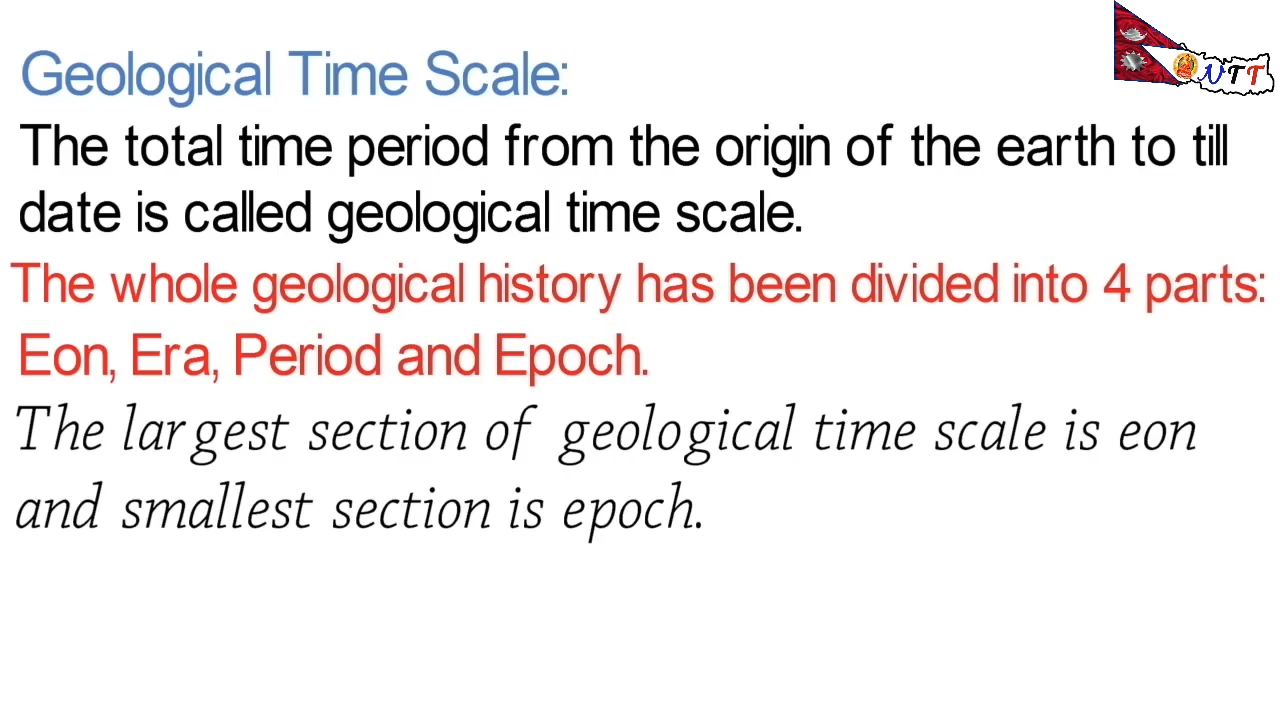 Geological Time Scale:
NTT
The total time period from the origin of the earth to till
date is called geological time scale.
The whole geological history has been divided into 4 parts:
Eon, Era, Period and Epoch.
The largest section of geological time scale is eon
and smallest section is epoch.